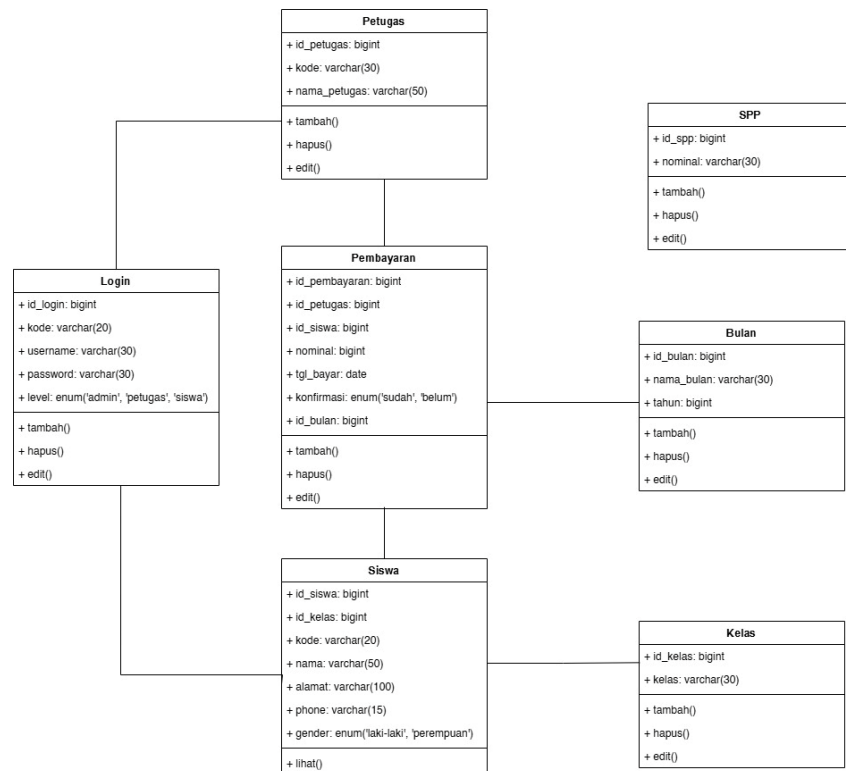 Petugas
+ id_petugas: bigint
+ kode: varchar(30)
+ nama_petugas: varchar(50)
+ tambah()
+ hapus()
+ edit()
SPP
+ id_spp: bigint
+ nominal: varchar(30)
+ tambah()
+ hapus()
+ edit()
Login
+ id_login: bigint
+ kode: varchar(20)
+ username: varchar(30)
+ password: varchar(30)
+ level: enum('admin', 'petugas', 'siswa')
+ tambah()
+ hapus()
+ edit()
Pembayaran
+ id_pembayaran: bigint
+ id_petugas: bigint
+ id_siswa: bigint
+ nominal: bigint
+ tgl_bayar: date
+ konfirmasi: enum('sudah', 'belum')
+ id_bulan: bigint
+ tambah()
+ hapus()
+ edit()
Bulan
+ id_bulan: bigint
+ nama_bulan: varchar(30)
+ tahun: bigint
+ tambah()
+ hapus()
+ edit()
Siswa
+ id_siswa: bigint
+ id_kelas: bigint
+ kode: varchar(20)
+ nama: varchar(50)
+ alamat: varchar(100)
+ phone: varchar(15)
+ gender: enum('laki-laki', 'perempuan')
+ lihat()
Kelas
+ id_kelas: bigint
+ kelas: varchar(30)
+ tambah()
+ hapus()
+ edit()